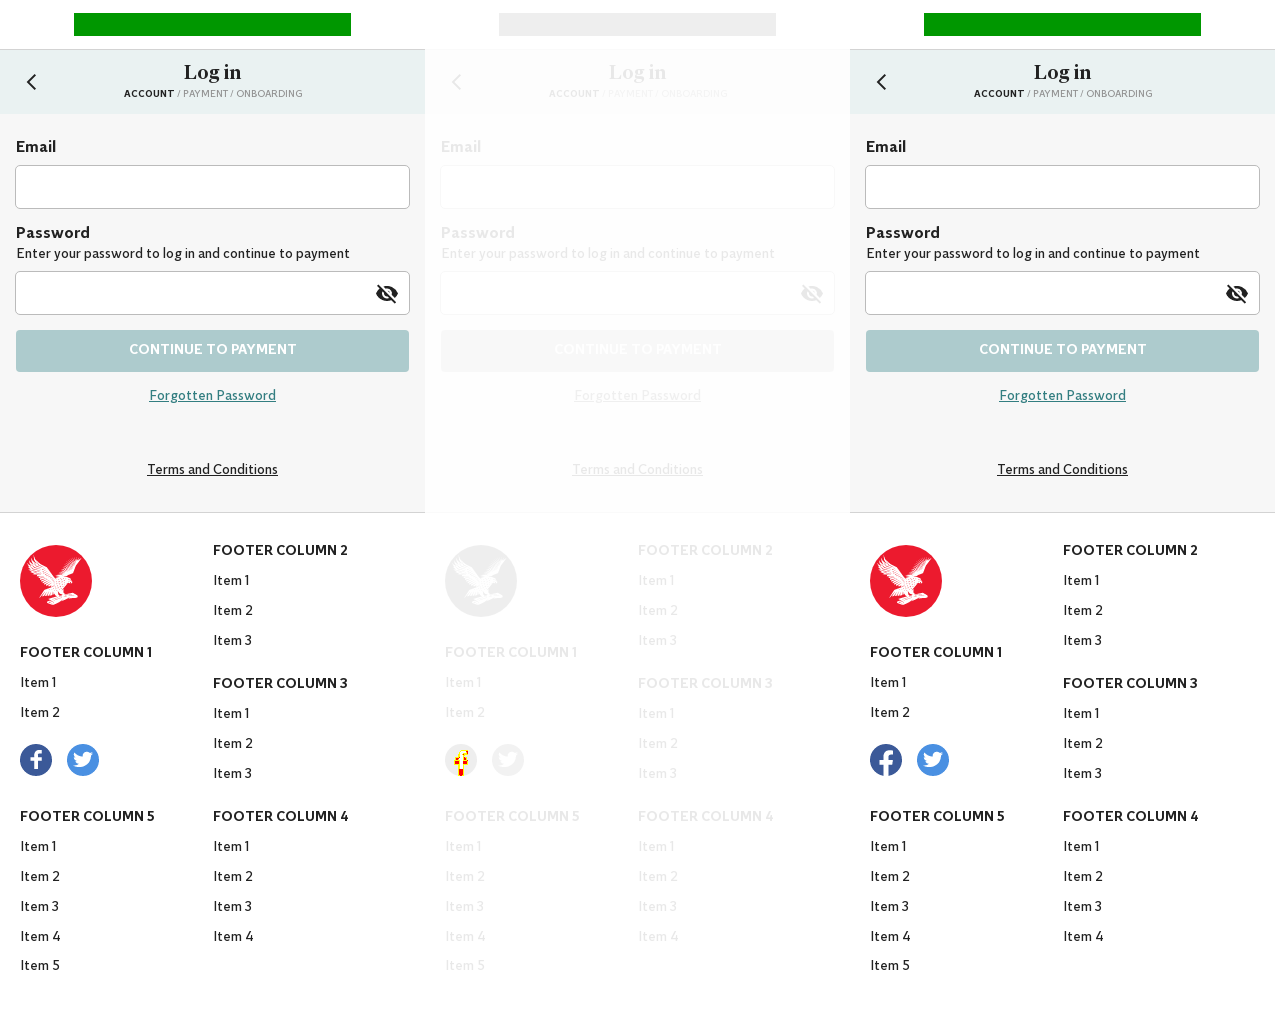 Log in
ACCOUNT / PAYMENT / ONBOARDING
Email
Password
Enter your password to log in and continue to payment
CONTINUE TO PAYMENT
Forgotten Password
Terms and Conditions
FOOTER COLUMN 1
Item 1
Item 2
FOOTER COLUMN 5
Item 1
Item 2
Item 3
Item 4
Item 5
FOOTER COLUMN 2
Item 1
Item 2
Item 3
FOOTER COLUMN 3
Item 1
Item 2
Item 3
FOOTER COLUMN 4
Item 1
Item 2
Item 3
Item 4
Log in
ACCOUNT / PAYMENT / ONBOARDING
Email
Password
Enter your password to log in and continue to payment
CONTINUE TO PAYMENT
Forgotten Password
Terms and Conditions
FOOTER COLUMN 1
Item 1
Item 2
FOOTER COLUMN 5
Item 1
Item 2
Item 3
Item 4
Item 5
FOOTER COLUMN 2
Item 1
Item 2
Item 3
FOOTER COLUMN 3
Item 1
Item 2
Item 3
FOOTER COLUMN 4
Item 1
Item 2
Item 3
Item 4
Log in
ACCOUNT / PAYMENT / ONBOARDING
Email
Password
Enter your password to log in and continue to payment
CONTINUE TO PAYMENT
Forgotten Password
Terms and Conditions
FOOTER COLUMN 1
Item 1
Item 2
FOOTER COLUMN 5
Item 1
Item 2
Item 3
Item 4
Item 5
FOOTER COLUMN 2
Item 1
Item 2
Item 3
FOOTER COLUMN 3
Item 1
Item 2
Item 3
FOOTER COLUMN 4
Item 1
Item 2
Item 3
Item 4